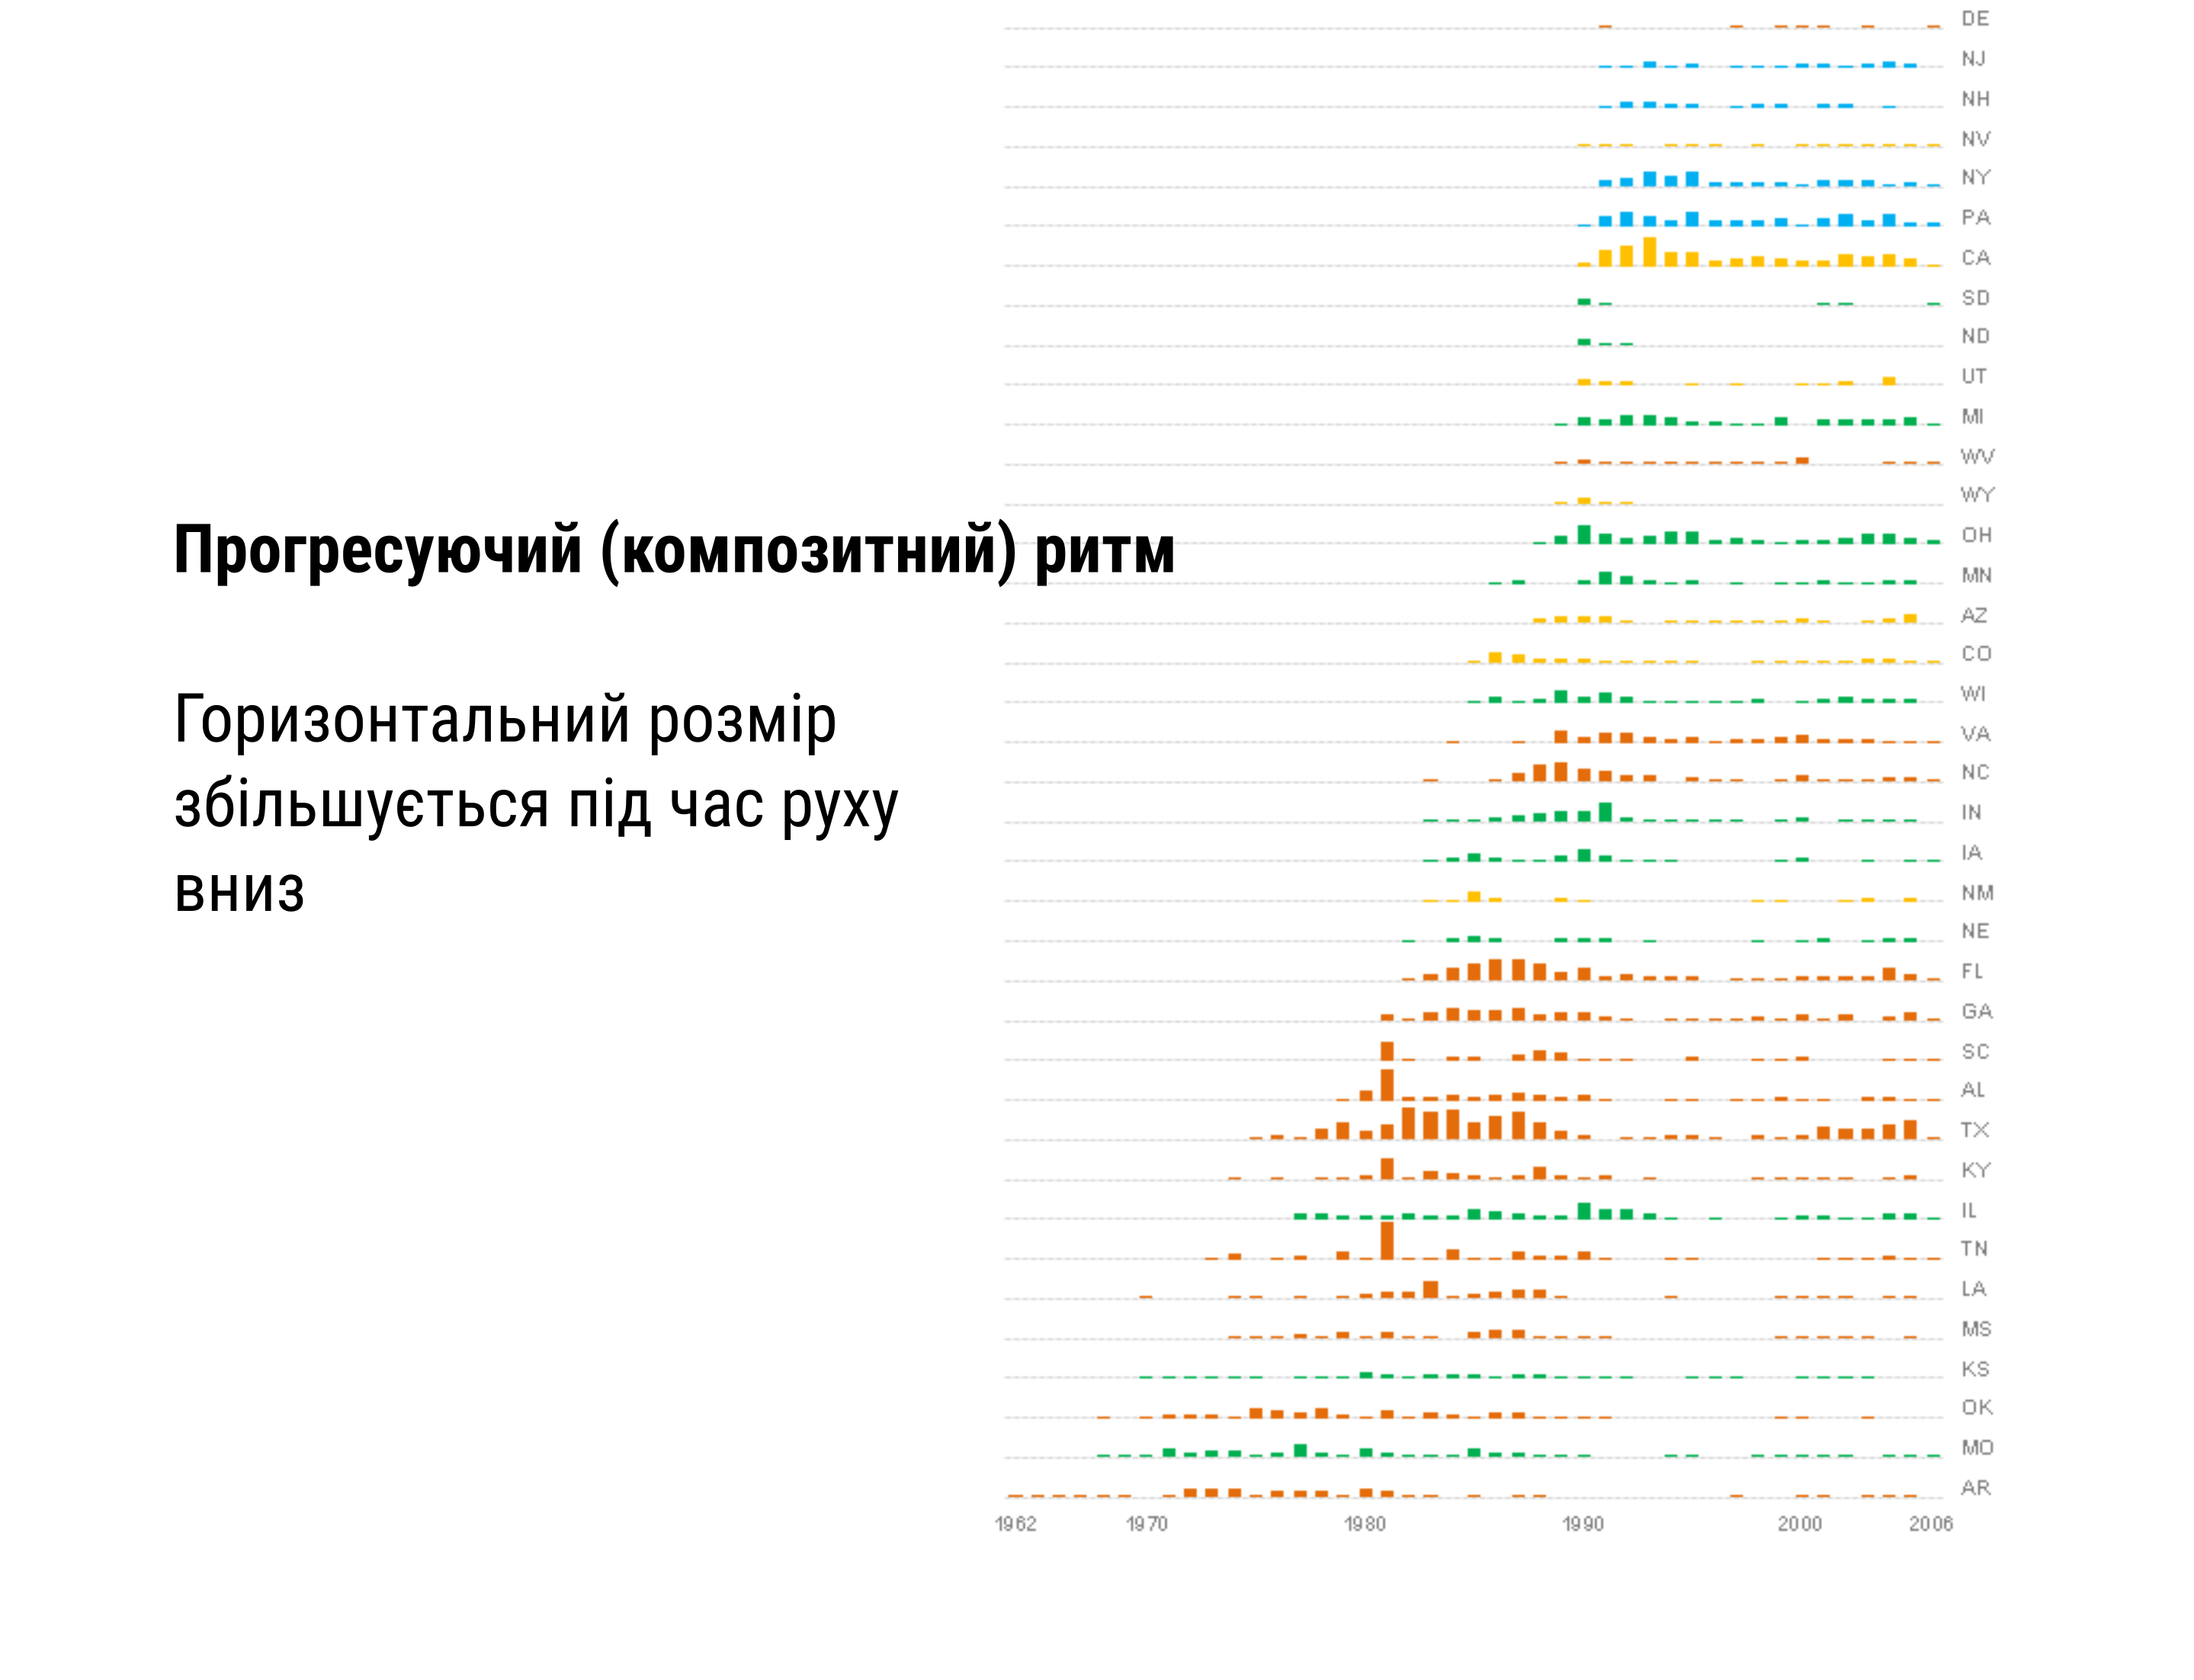 Прогресуючий (композитний) ритм
Горизонтальний розмір
збільшується під час руху
вниз
DE
NJ
NH
NV
NY
PA
CA
SD
ND
UT
MI
WV
WY
OH
MN
AZ
CO
WI
VA
NC
IN
IA
NM
NE
FL
GA
SC
AL
TX
KY
IL
TN
LA
MS
KS
OK
MO
AR
1962 1970 1980 1990 2000 2006